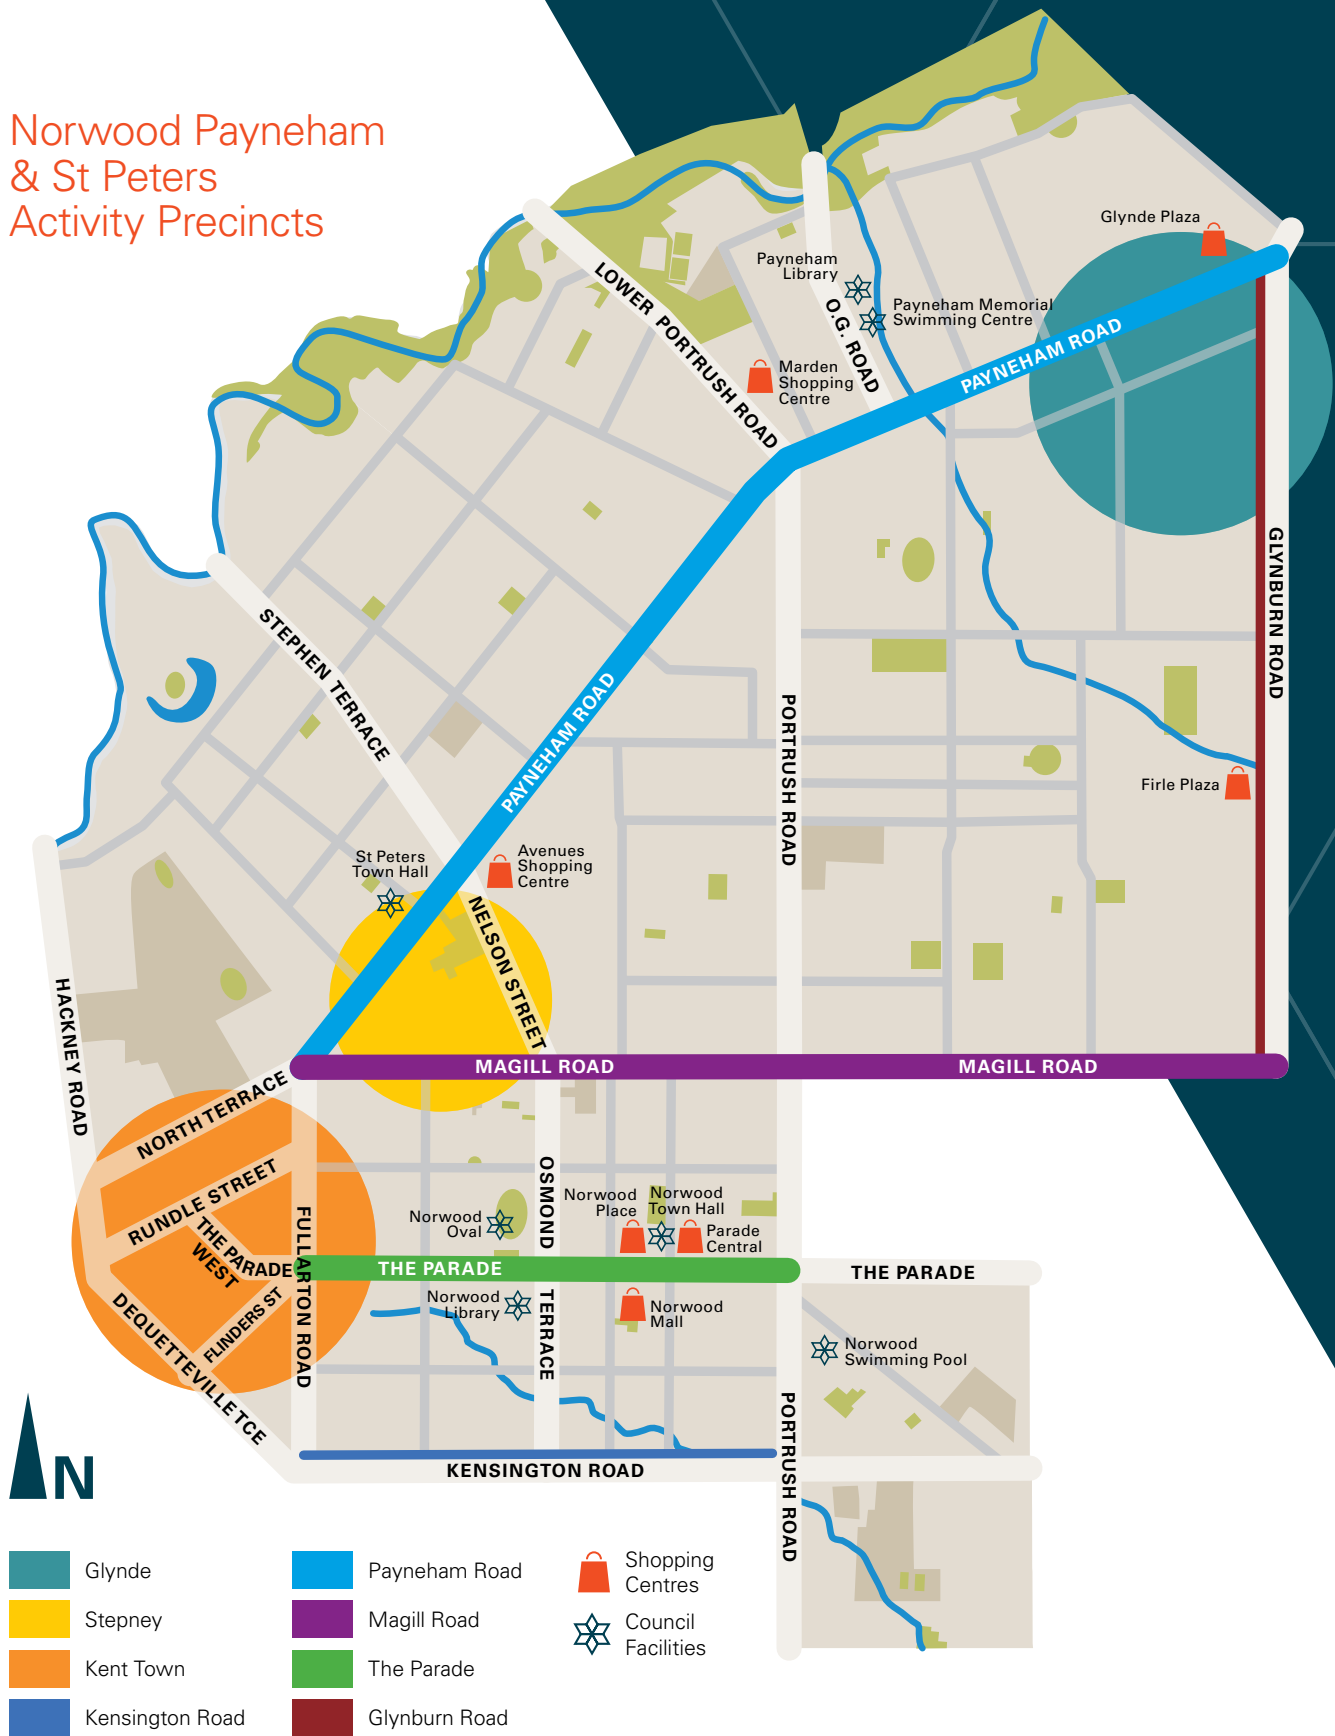 Norwood Payneham
& St Peters
Activity Precincts
Glynde Plaza
Payneham
Library
Payneham Memorial
Swimming Centre
LOWER PORTRUSH ROAD
O.G. ROAD
PAYNEHAM ROAD
Marden
Shopping
Centre
GLYNBURN ROAD
STEPHEN TERRACE
PAYNEHAM ROAD
PORTRUSH ROAD
Firle Plaza
St Peters
Town Hall
Avenues
Shopping
Centre
NELSON STREET
HACKNEY ROAD
MAGILL ROAD
MAGILL ROAD
NORTH TERRACE
RUNDLE STREET
THE PARADE
WEST
FULLARTON ROAD
OSMOND TERRACE
Norwood
Oval
Norwood
Place
Norwood
Town Hall
Parade
Central
THE PARADE
THE PARADE
FLINDERS ST
DEQUETTEVILLE TCE
Norwood
Library
Norwood
Mall
Norwood
Swimming Pool
PORTRUSH ROAD
KENSINGTON ROAD
N
Glynde
Stepney
Kent Town
Kensington Road
Payneham Road
Magill Road
The Parade
Glynburn Road
Shopping
Centres
Council
Facilities